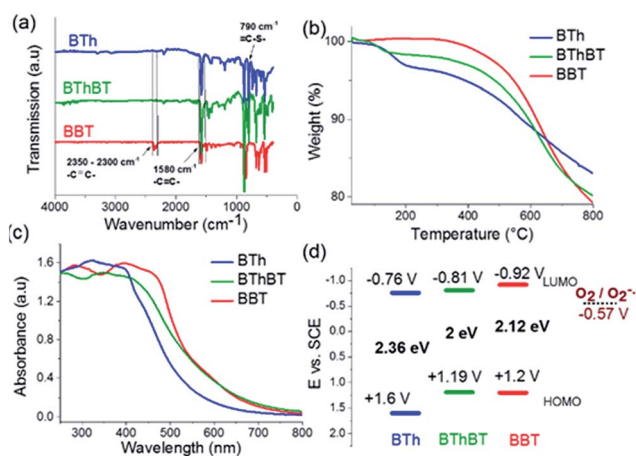 (a)
790 cm⁻¹
=C-S-
BTh
BThBT
BBT
2350 - 2300 cm⁻¹
-C≡C-
1580 cm⁻¹
-C=C-
Transmission (a.u)
4000 3000 2000 1000 0
Wavenumber (cm⁻¹)
(b)
BTh
BThBT
BBT
100
90
80
Weight (%)
200 400 600 800
Temperature (°C)
c)
BTh
BThBT
BBT
1.6
1.2
0.8
0.4
0.0
Absorbance (a.u)
300 400 500 600 700 800
Wavelength (nm)
(d)
-1.0
-0.5
0.0
0.5
1.0
1.5
E vs. SCE
-0.76 V
-0.81 V
-0.92 V
LUMO
O₂ / O₂·-
-0.57 V
2.36 eV
2 eV
2.12 eV
+1.6 V
+1.19 V
+1.2 V
HOMO
BTh
BThBT
BBT